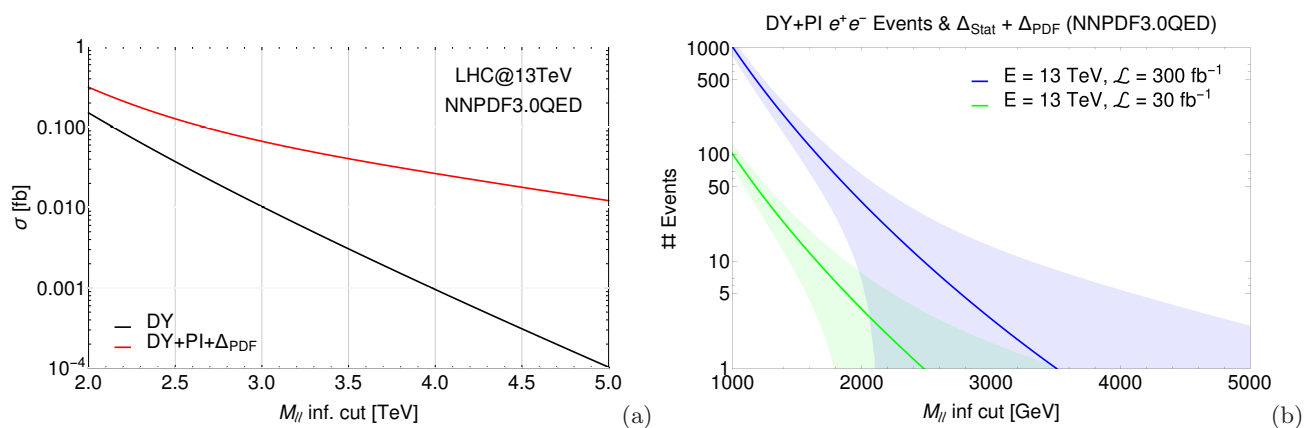 1
0.100
0.010
0.001
10⁻⁴
σ [fb]
LHC@13TeV
NNPDF3.0QED
DY
DY+PI+Δ_PDF
2.0 2.5 3.0 3.5 4.0 4.5 5.0
M_ll inf. cut [TeV]
(a)
DY+PI e⁺e⁻ Events & Δ_Stat + Δ_PDF (NNPDF3.0QED)
1000
500
100
50
10
5
1
# Events
E = 13 TeV, ℒ = 300 fb⁻¹
E = 13 TeV, ℒ = 30 fb⁻¹
1000 2000 3000 4000 5000
M_ll inf cut [GeV]
(b)